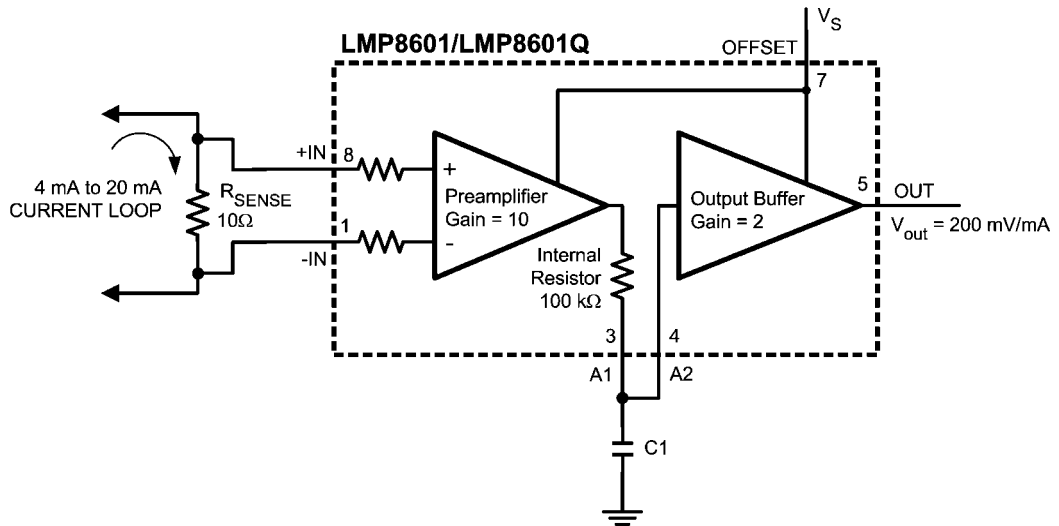 V_S
LMP8601/LMP8601Q
OFFSET
7
+IN
8
4 mA to 20 mA
CURRENT LOOP
R_SENSE
10Ω
+
Preamplifier
Gain = 10
-
1
-IN
Internal
Resistor
100 kΩ
Output Buffer
Gain = 2
5
OUT
V_out = 200 mV/mA
3
4
A1
A2
C1